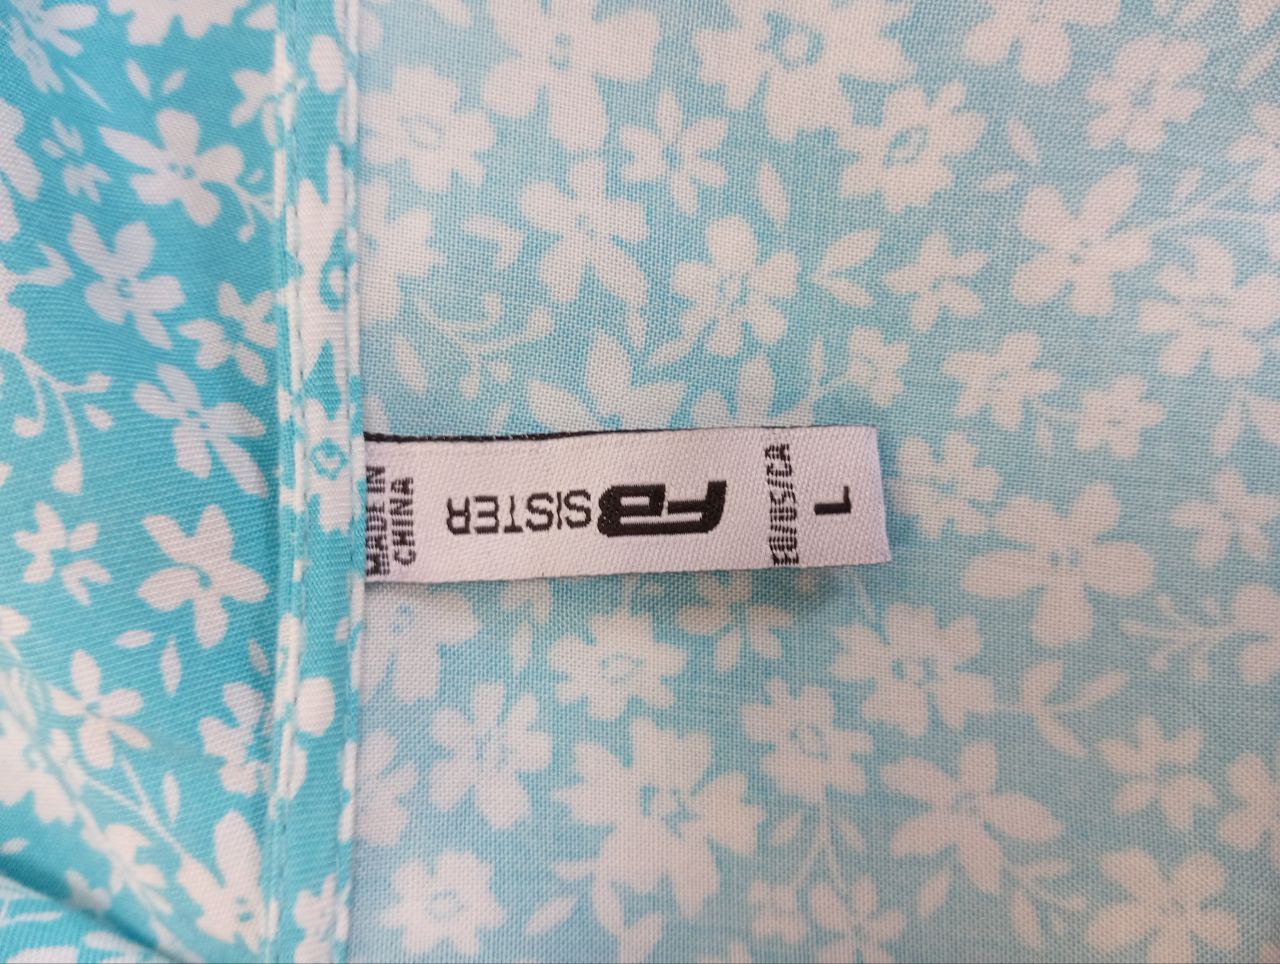 MADE IN
CHINA
FB SISTER
EU/US/CA
L